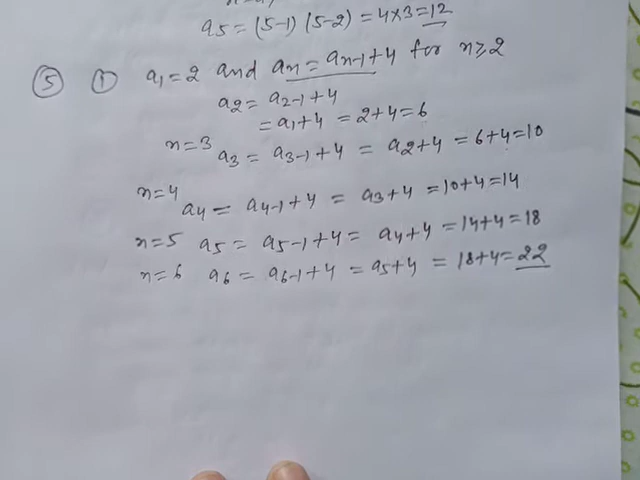 a5 = (5-1) (5-2) = 4×3 = 12
⑤ ① a1 = 2 and an = an-1 + 4 for n ≥ 2
a2 = a2-1 + 4
= a1 + 4 = 2+4 = 6
n=3 a3 = a3-1 + 4 = a2 + 4 = 6+4 = 10
n=4 a4 = a4-1 + 4 = a3 + 4 = 10+4 = 14
n=5 a5 = a5-1 + 4 = a4 + 4 = 14+4 = 18
n=6 a6 = a6-1 + 4 = a5 + 4 = 18+4 = 22